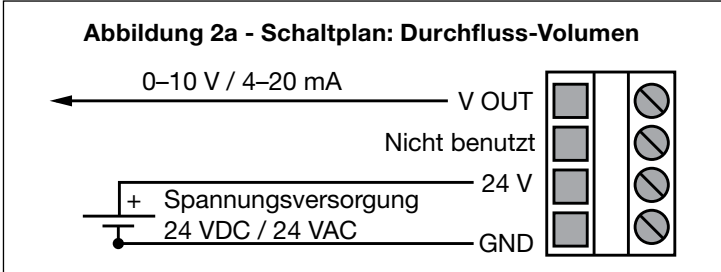 Abbildung 2a - Schaltplan: Durchfluss-Volumen
0–10 V / 4–20 mA
V OUT
Nicht benutzt
24 V
+ Spannungsversorgung
24 VDC / 24 VAC
GND